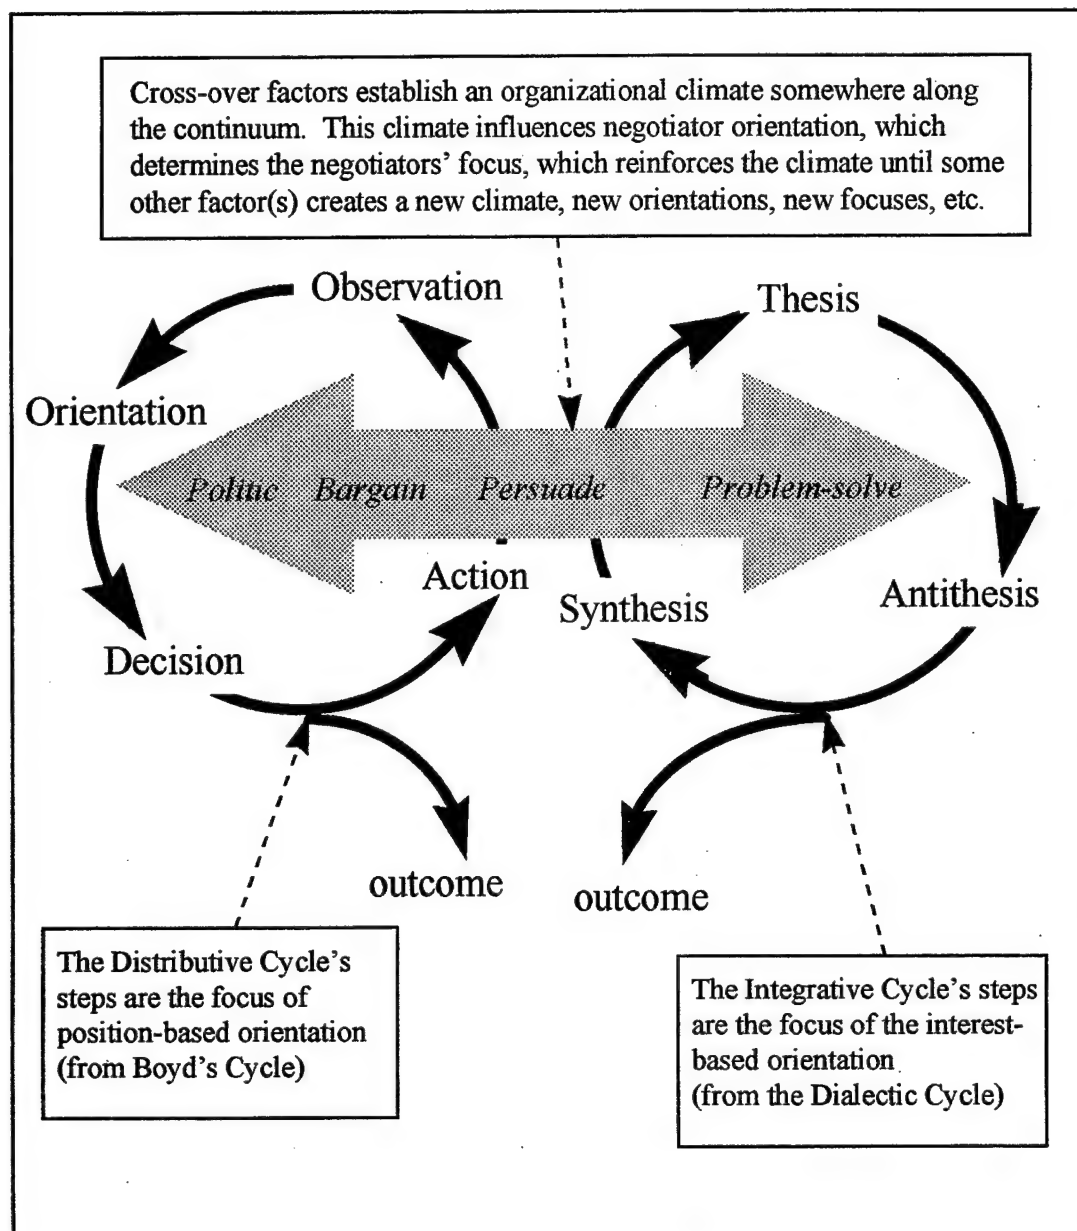 Cross-over factors establish an organizational climate somewhere along
the continuum. This climate influences negotiator orientation, which
determines the negotiators' focus, which reinforces the climate until some
other factor(s) creates a new climate, new orientations, new focuses, etc.
Observation
Thesis
Orientation
Politic Bargain Persuade Problem-solve
Action
Synthesis
Antithesis
Decision
outcome
outcome
The Distributive Cycle's
steps are the focus of
position-based orientation
(from Boyd's Cycle)
The Integrative Cycle's steps
are the focus of the interest-
based orientation
(from the Dialectic Cycle)